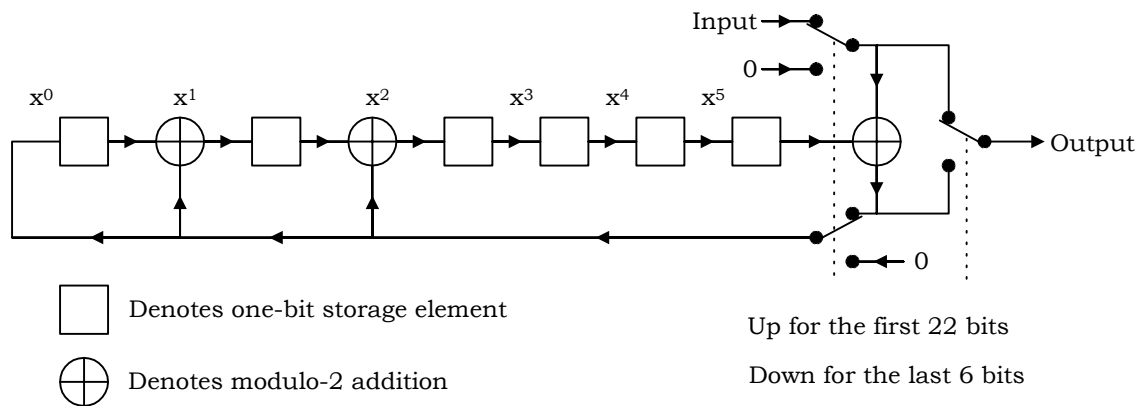 Input
0
x⁰ x¹ x² x³ x⁴ x⁵
Output
0
Denotes one-bit storage element
Up for the first 22 bits
Denotes modulo-2 addition
Down for the last 6 bits